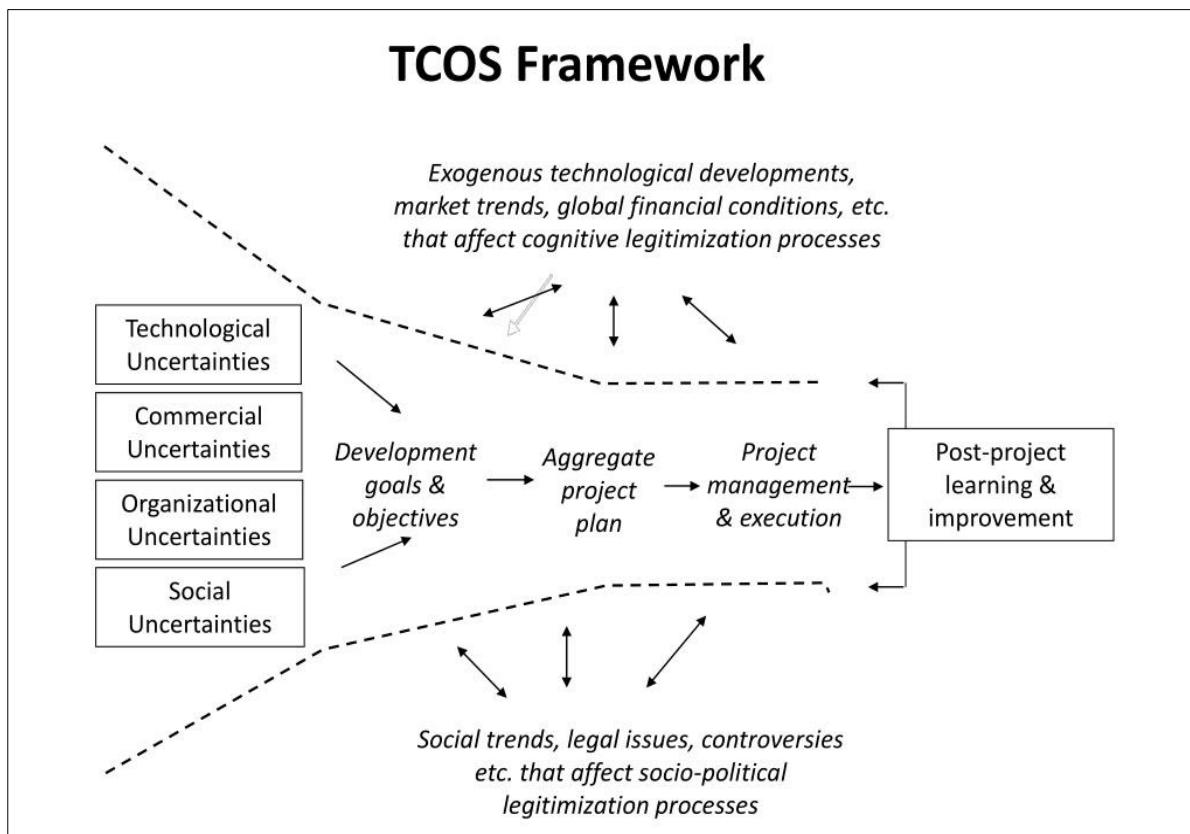 TCOS Framework
Exogenous technological developments,
market trends, global financial conditions, etc.
that affect cognitive legitimization processes
Technological
Uncertainties
Commercial
Uncertainties
Organizational
Uncertainties
Social
Uncertainties
Development
goals &
objectives
Aggregate
project
plan
Project
management
& execution
Post-project
learning &
improvement
Social trends, legal issues, controversies
etc. that affect socio-political
legitimization processes